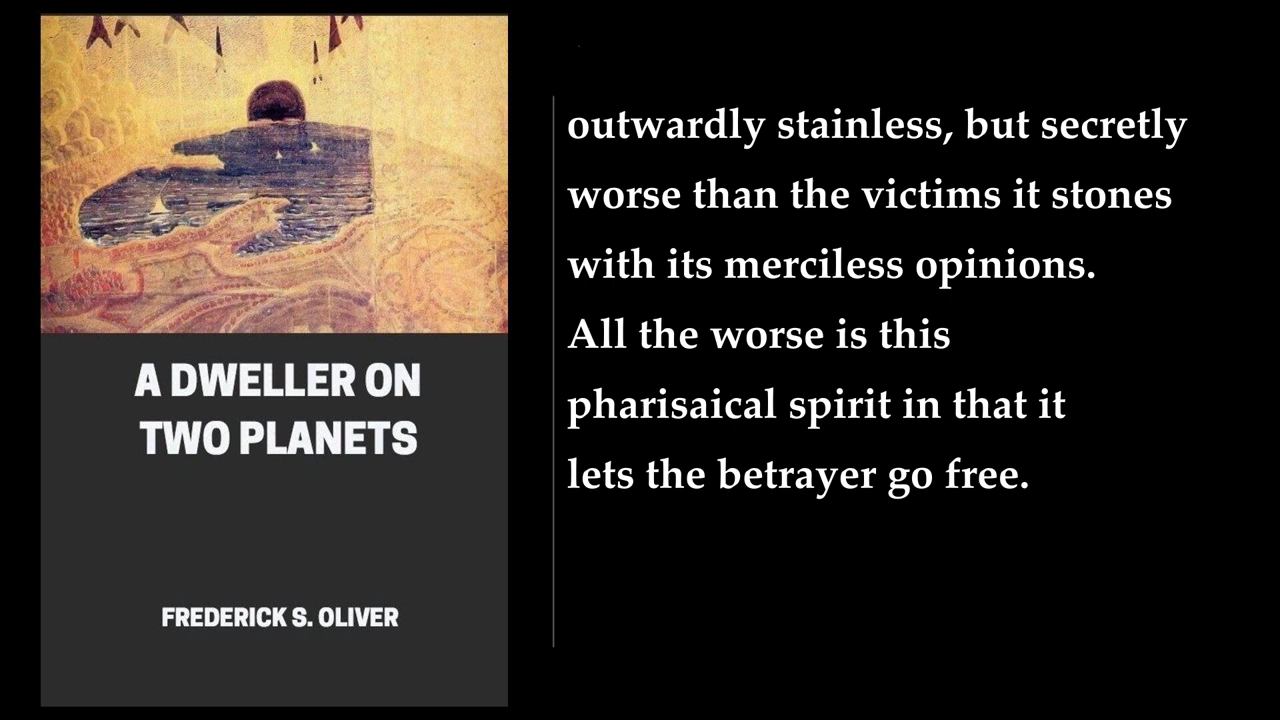 A DWELLER ON
TWO PLANETS
FREDERICK S. OLIVER
outwardly stainless, but secretly
worse than the victims it stones
with its merciless opinions.
All the worse is this
pharisaical spirit in that it
lets the betrayer go free.